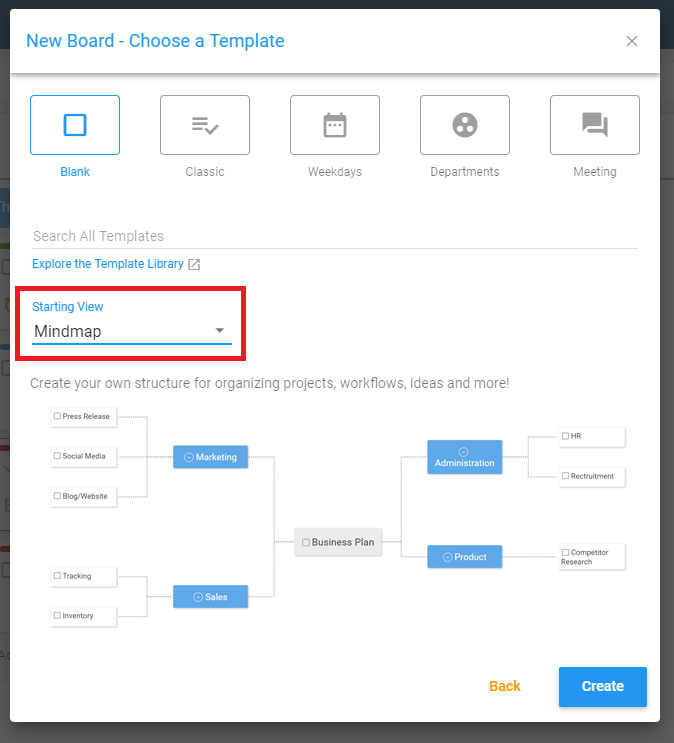 New Board - Choose a Template
Blank
Classic
Weekdays
Departments
Meeting
Search All Templates
Explore the Template Library
Starting View
Mindmap
Create your own structure for organizing projects, workflows, ideas and more!
Press Release
Social Media
Blog/Website
Marketing
Tracking
Inventory
Sales
Business Plan
Administration
HR
Rectruitment
Product
Competitor
Research
Back
Create